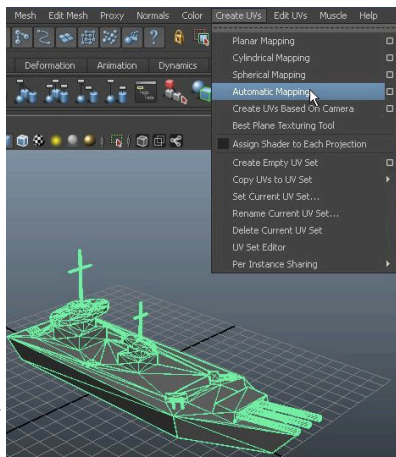 Mesh Edit Mesh Proxy Normals Color Create UVs Edit UVs Muscle Help
Deformation Animation Dynamics
Planar Mapping
Cylindrical Mapping
Spherical Mapping
Automatic Mapping
Create UVs Based On Camera
Best Plane Texturing Tool
Assign Shader to Each Projection
Create Empty UV Set
Copy UVs to UV Set
Set Current UV Set...
Rename Current UV Set...
Delete Current UV Set
UV Set Editor
Per Instance Sharing